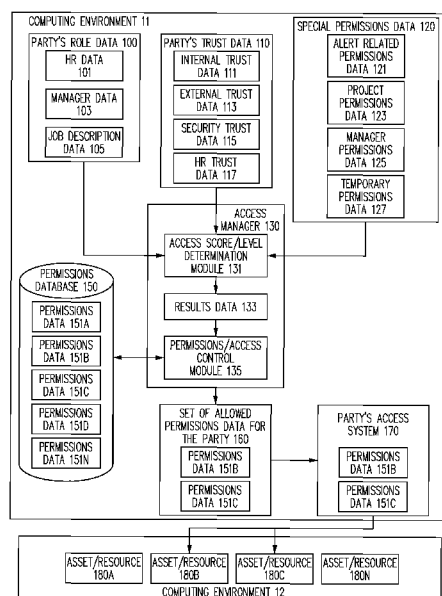 COMPUTING ENVIRONMENT 11
PARTY'S ROLE DATA 100
HR DATA
101
MANAGER DATA
103
JOB DESCRIPTION
DATA 105
PARTY'S TRUST DATA 110
INTERNAL TRUST
DATA 111
EXTERNAL TRUST
DATA 113
SECURITY TRUST
DATA 115
HR TRUST
DATA 117
SPECIAL PERMISSIONS DATA 120
ALERT RELATED
PERMISSIONS
DATA 121
PROJECT
PERMISSIONS
DATA 123
MANAGER
PERMISSIONS
DATA 125
TEMPORARY
PERMISSIONS
DATA 127
ACCESS
MANAGER 130
ACCESS SCORE/LEVEL
DETERMINATION
MODULE 131
RESULTS DATA 133
PERMISSIONS/ACCESS
CONTROL
MODULE 135
PERMISSIONS
DATABASE 150
PERMISSIONS
DATA 151A
PERMISSIONS
DATA 151B
PERMISSIONS
DATA 151C
PERMISSIONS
DATA 151D
PERMISSIONS
DATA 151N
SET OF ALLOWED
PERMISSIONS DATA FOR
THE PARTY 160
PERMISSIONS
DATA 151B
PERMISSIONS
DATA 151C
PARTY'S ACCESS
SYSTEM 170
PERMISSIONS
DATA 151B
PERMISSIONS
DATA 151C
ASSET/RESOURCE
180A
ASSET/RESOURCE
180B
ASSET/RESOURCE
180C
ASSET/RESOURCE
180N
COMPUTING ENVIRONMENT 12